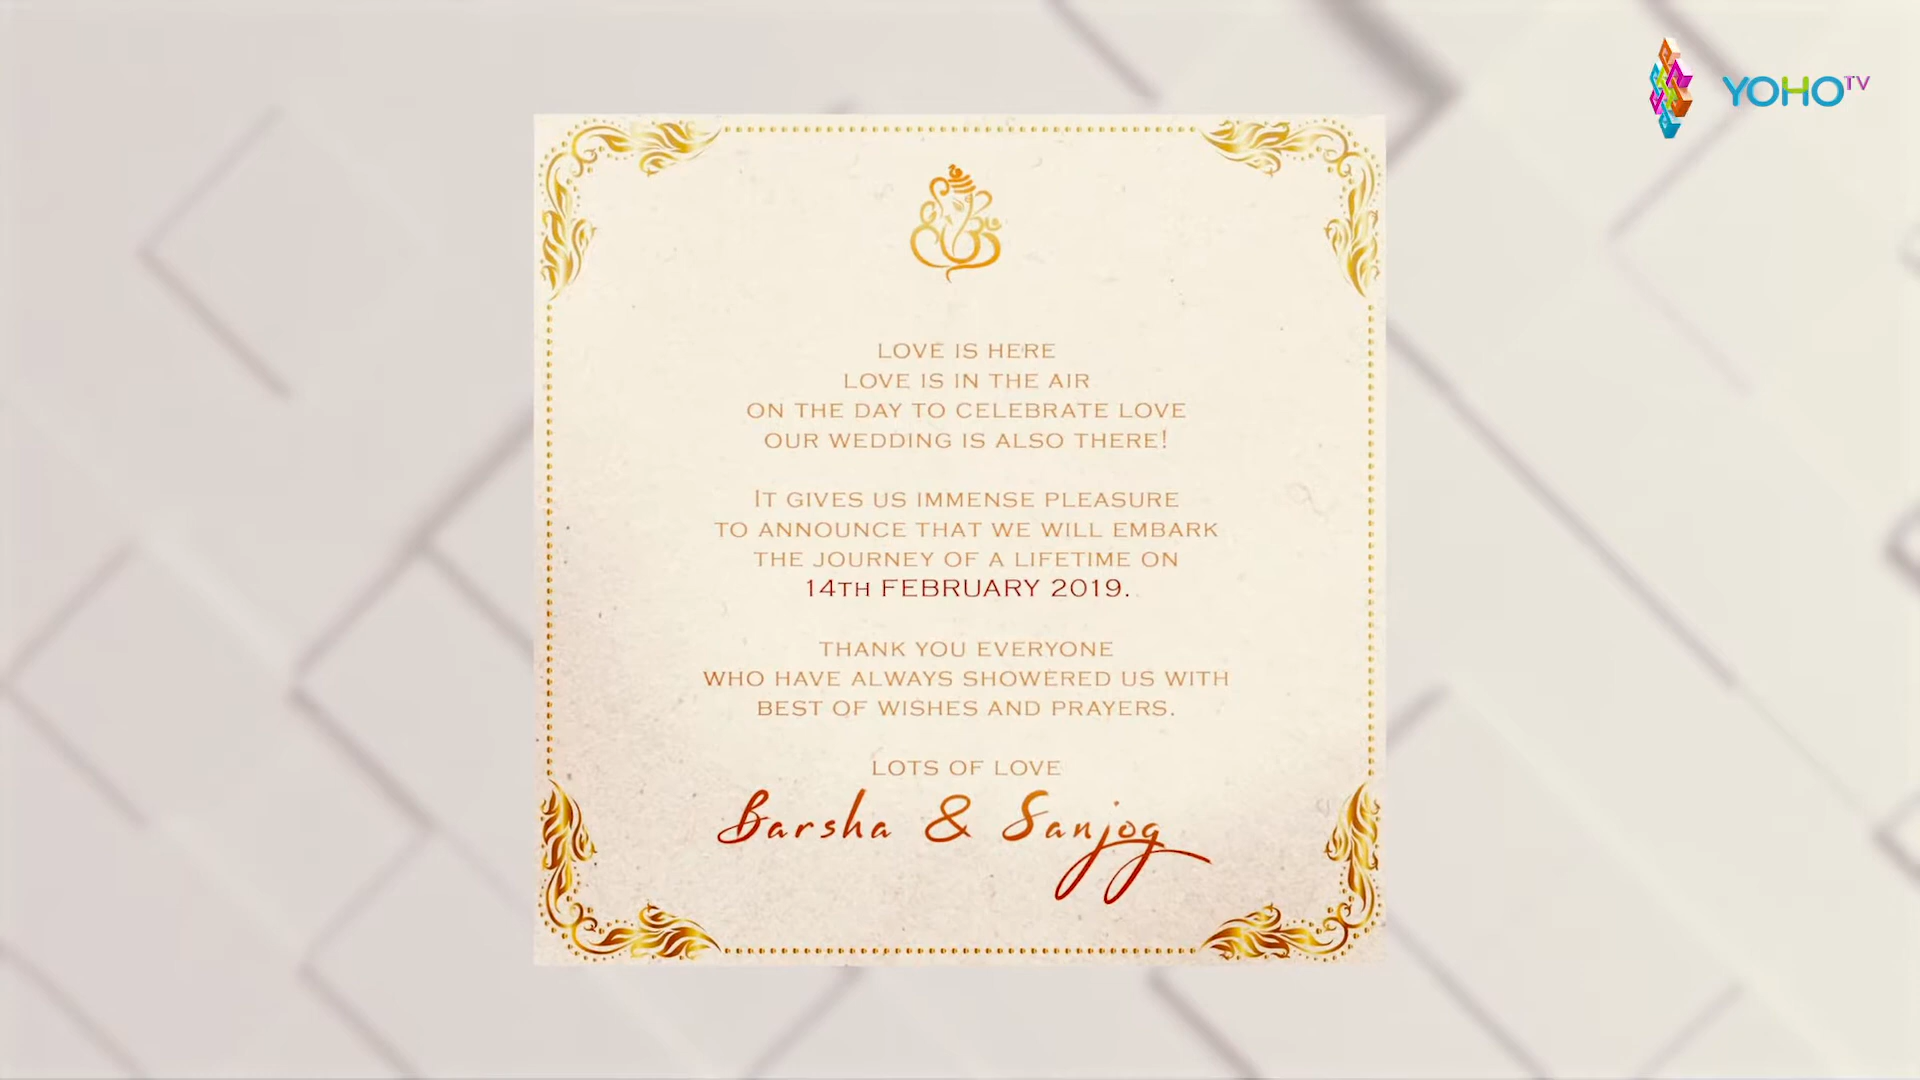 YOHO TV
LOVE IS HERE
LOVE IS IN THE AIR
ON THE DAY TO CELEBRATE LOVE
OUR WEDDING IS ALSO THERE!
IT GIVES US IMMENSE PLEASURE
TO ANNOUNCE THAT WE WILL EMBARK
THE JOURNEY OF A LIFETIME ON
14TH FEBRUARY 2019.
THANK YOU EVERYONE
WHO HAVE ALWAYS SHOWERED US WITH
BEST OF WISHES AND PRAYERS.
LOTS OF LOVE
Barsha & Sanjog